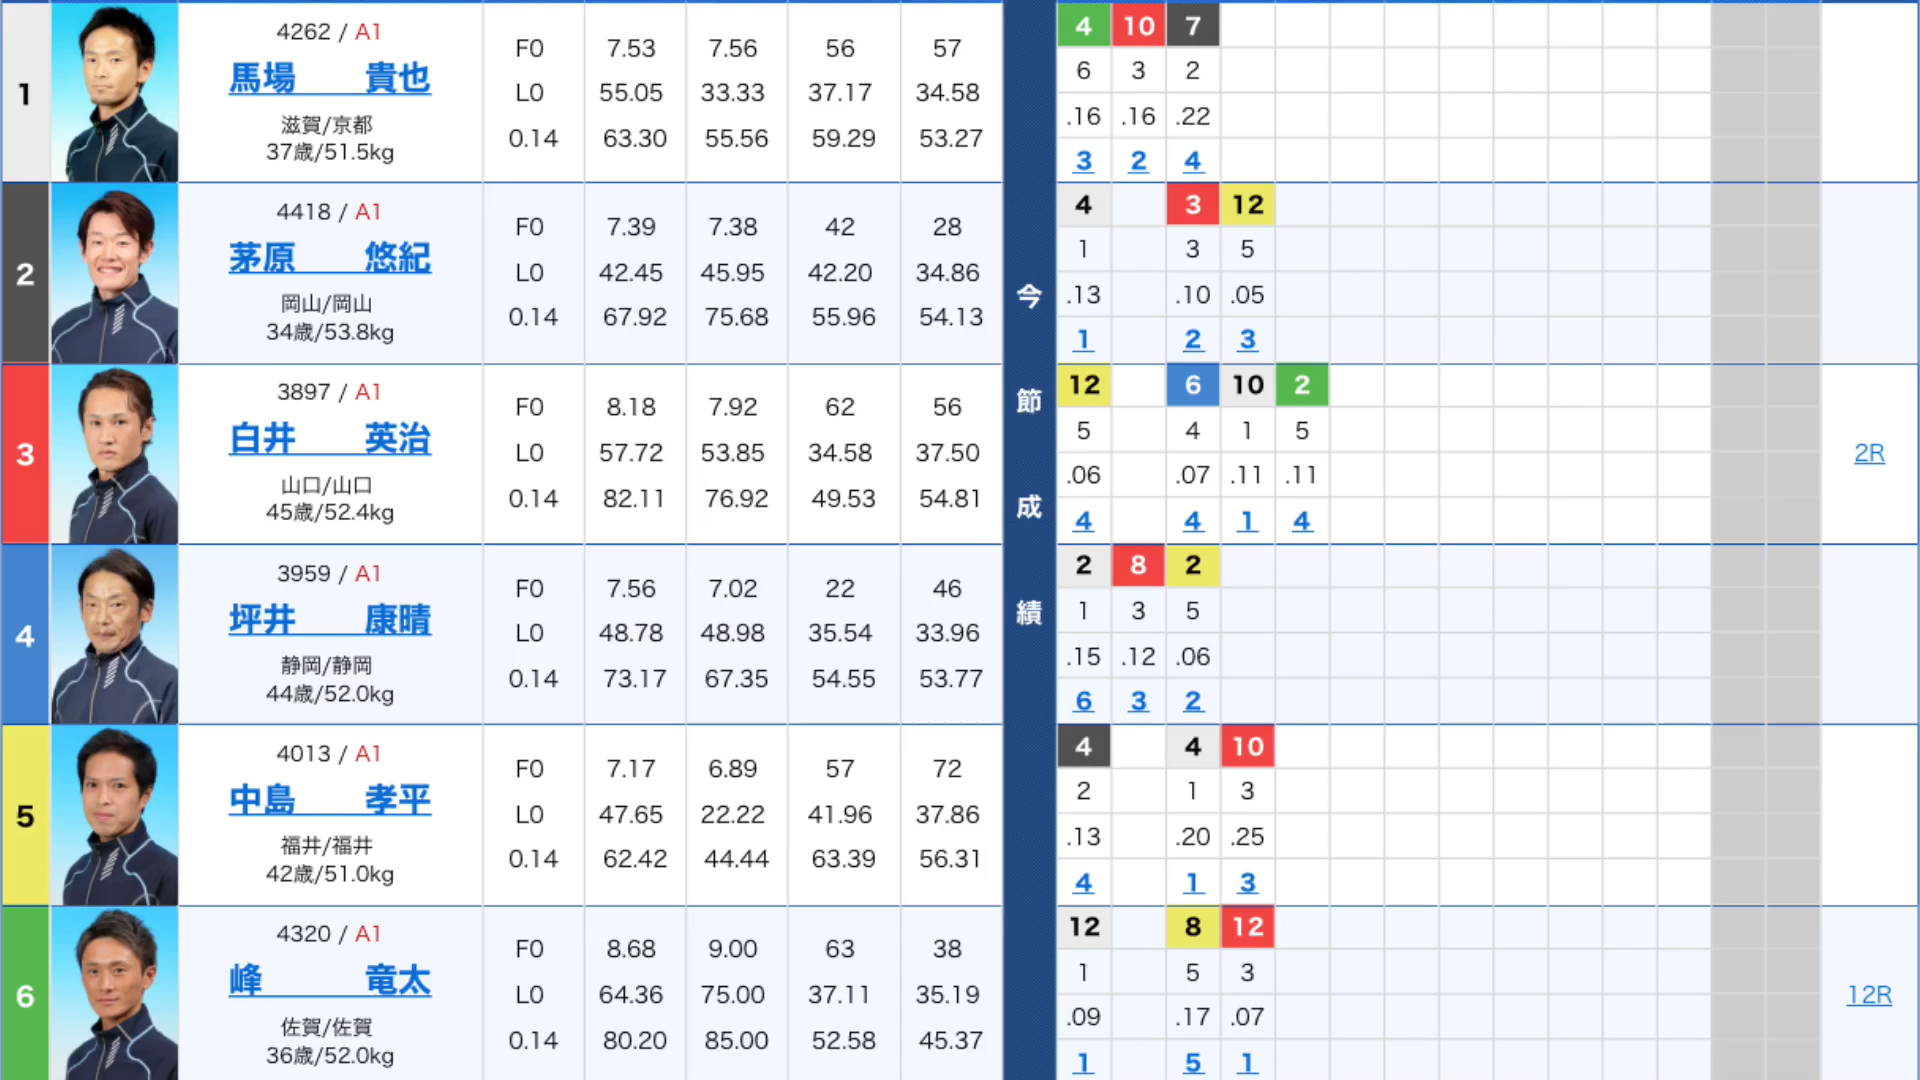 1
4262 / A1
馬場 貴也
滋賀/京都
37歳/51.5kg
F0 7.53 7.56 56 57
L0 55.05 33.33 37.17 34.58
0.14 63.30 55.56 59.29 53.27
4 10 7
6 3 2
.16 .16 .22
3 2 4
2
4418 / A1
茅原 悠紀
岡山/岡山
34歳/53.8kg
F0 7.39 7.38 42 28
L0 42.45 45.95 42.20 34.86
0.14 67.92 75.68 55.96 54.13
4 3 12
1 3 5
.13 .10 .05
1 2 3
3
3897 / A1
白井 英治
山口/山口
45歳/52.4kg
F0 8.18 7.92 62 56
L0 57.72 53.85 34.58 37.50
0.14 82.11 76.92 49.53 54.81
12 6 10 2
5 4 1 5
.06 .07 .11 .11
4 4 1 4
2R
4
3959 / A1
坪井 康晴
静岡/静岡
44歳/52.0kg
F0 7.56 7.02 22 46
L0 48.78 48.98 35.54 33.96
0.14 73.17 67.35 54.55 53.77
2 8 2
1 3 5
.15 .12 .06
6 3 2
5
4013 / A1
中島 孝平
福井/福井
42歳/51.0kg
F0 7.17 6.89 57 72
L0 47.65 22.22 41.96 37.86
0.14 62.42 44.44 63.39 56.31
4 4 10
2 1 3
.13 .20 .25
4 1 3
6
4320 / A1
峰 竜太
佐賀/佐賀
36歳/52.0kg
F0 8.68 9.00 63 38
L0 64.36 75.00 37.11 35.19
0.14 80.20 85.00 52.58 45.37
12 8 12
1 5 3
.09 .17 .07
1 5 1
12R
今節成績